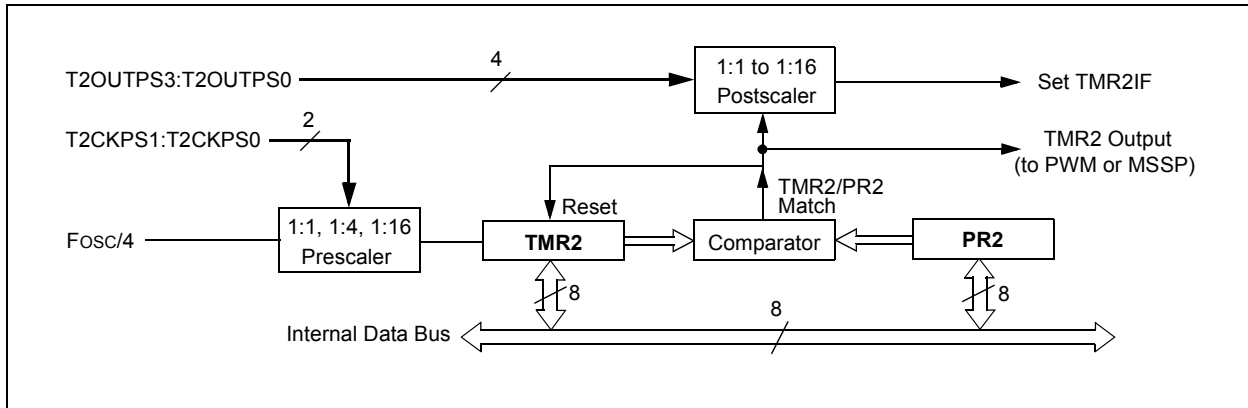 T2OUTPS3:T2OUTPS0
4
1:1 to 1:16
Postscaler
Set TMR2IF
T2CKPS1:T2CKPS0
2
TMR2 Output
(to PWM or MSSP)
TMR2/PR2
Match
Reset
FOSC/4
1:1, 1:4, 1:16
Prescaler
TMR2
Comparator
PR2
8
8
Internal Data Bus
8